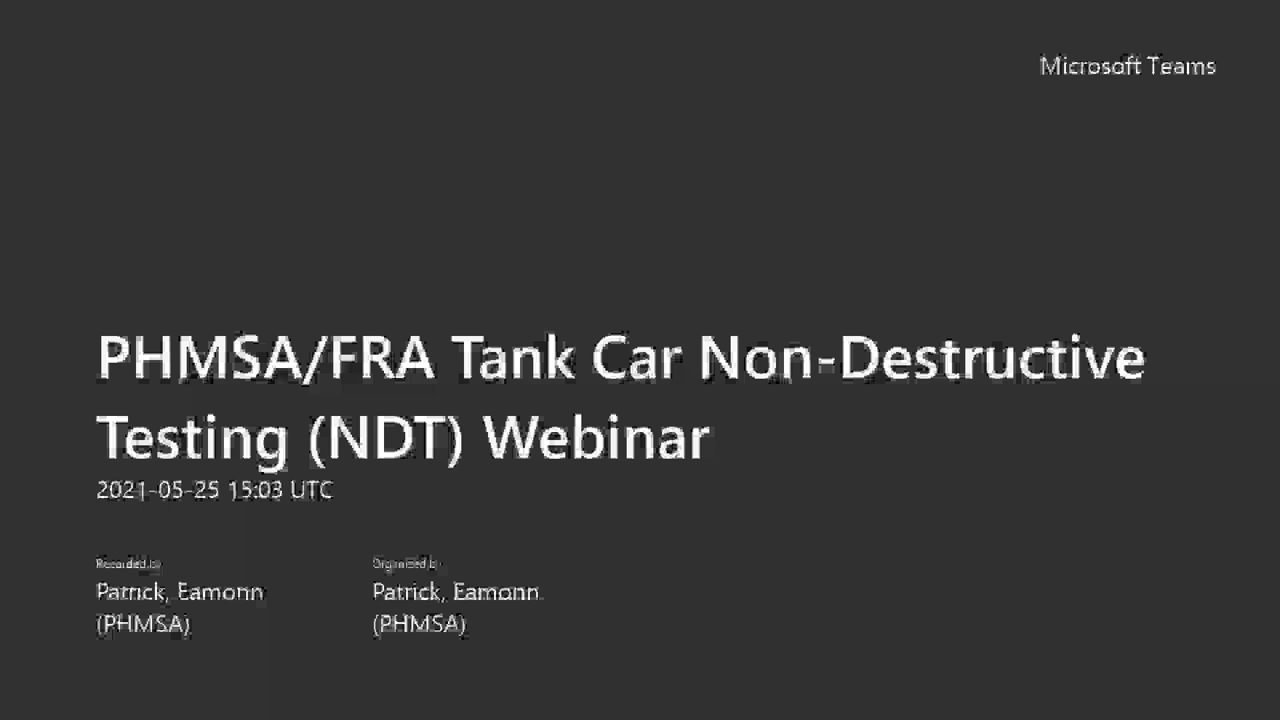 Microsoft Teams
PHMSA/FRA Tank Car Non-Destructive
Testing (NDT) Webinar
2021-05-25 15:03 UTC
Recorded by
Organized by
Patrick, Eamonn
Patrick, Eamonn
(PHMSA)
(PHMSA)